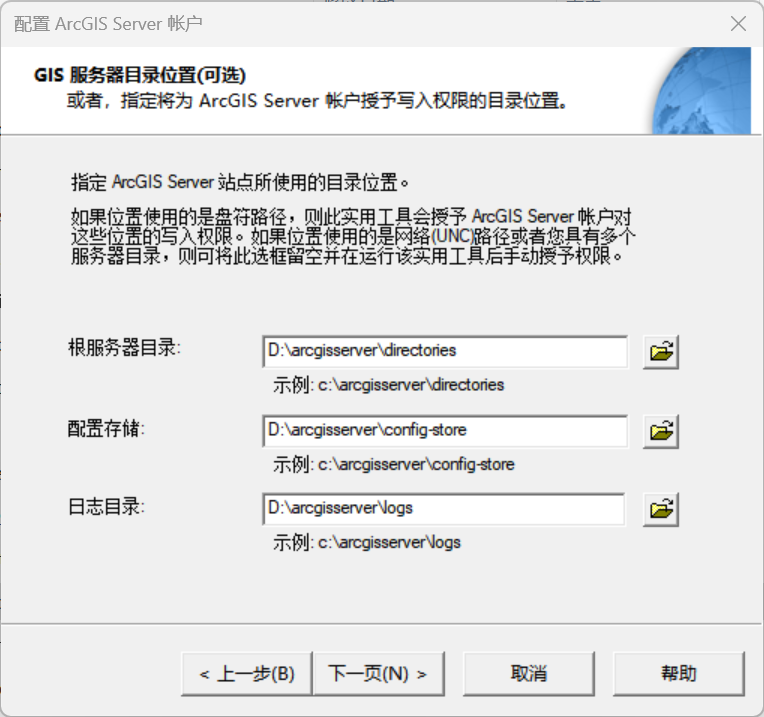 配置 ArcGIS Server 帐户
GIS 服务器目录位置(可选)
或者，指定将为 ArcGIS Server 帐户授予写入权限的目录位置。
指定 ArcGIS Server 站点所使用的目录位置。
如果位置使用的是盘符路径，则此实用工具会授予 ArcGIS Server 帐户对
这些位置的写入权限。如果位置使用的是网络(UNC)路径或者您具有多个
服务器目录，则可将此选框留空并在运行该实用工具后手动授予权限。
根服务器目录:
D:\arcgisserver\directories
示例: c:\arcgisserver\directories
配置存储:
D:\arcgisserver\config-store
示例: c:\arcgisserver\config-store
日志目录:
D:\arcgisserver\logs
示例: c:\arcgisserver\logs
< 上一步(B)
下一页(N) >
取消
帮助